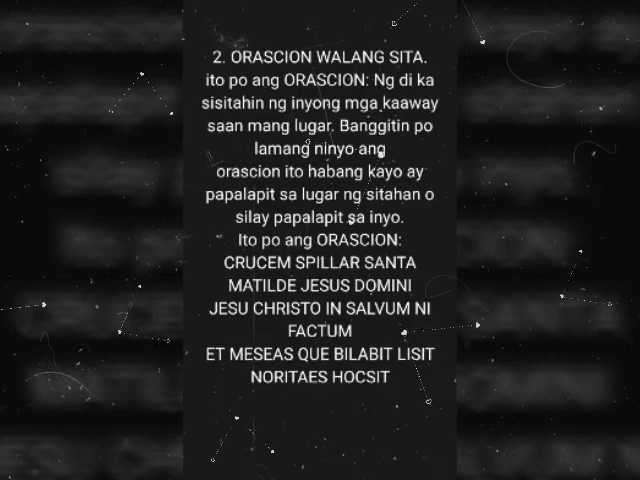 2. ORASCION WALANG SITA.
ito po ang ORASCION: Ng di ka
sisitahin ng inyong mga kaaway
saan mang lugar. Banggitin po
lamang ninyo ang
orascion ito habang kayo ay
papalapit sa lugar ng sitahan o
silay papalapit sa inyo.
Ito po ang ORASCION:
CRUCEM SPILLAR SANTA
MATILDE JESUS DOMINI
JESU CHRISTO IN SALVUM NI
FACTUM
ET MESEAS QUE BILABIT LISIT
NORITAES HOCSIT